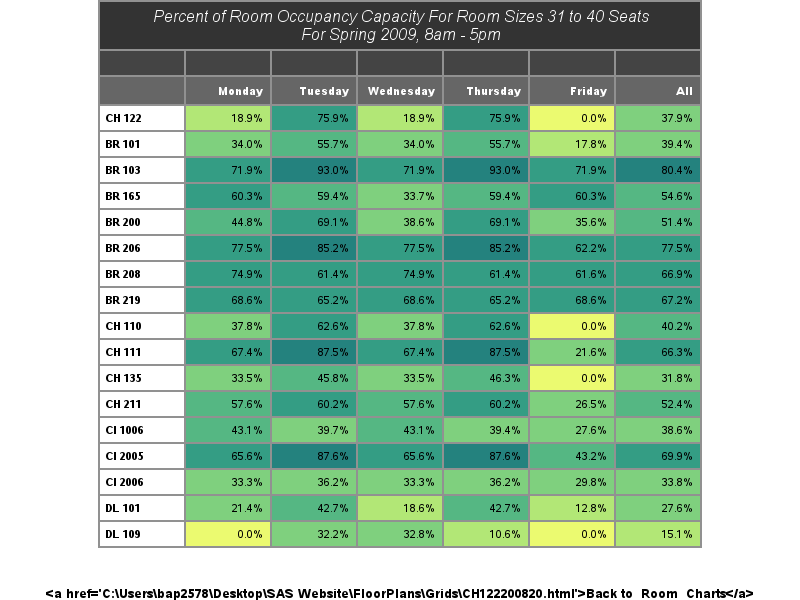 Percent of Room Occupancy Capacity For Room Sizes 31 to 40 Seats
For Spring 2009, 8am - 5pm
Monday Tuesday Wednesday Thursday Friday All
CH 122 18.9% 75.9% 18.9% 75.9% 0.0% 37.9%
BR 101 34.0% 55.7% 34.0% 55.7% 17.8% 39.4%
BR 103 71.9% 93.0% 71.9% 93.0% 71.9% 80.4%
BR 165 60.3% 59.4% 33.7% 59.4% 60.3% 54.6%
BR 200 44.8% 69.1% 38.6% 69.1% 35.6% 51.4%
BR 206 77.5% 85.2% 77.5% 85.2% 62.2% 77.5%
BR 208 74.9% 61.4% 74.9% 61.4% 61.6% 66.9%
BR 219 68.6% 65.2% 68.6% 65.2% 68.6% 67.2%
CH 110 37.8% 62.6% 37.8% 62.6% 0.0% 40.2%
CH 111 67.4% 87.5% 67.4% 87.5% 21.6% 66.3%
CH 135 33.5% 45.8% 33.5% 46.3% 0.0% 31.8%
CH 211 57.6% 60.2% 57.6% 60.2% 26.5% 52.4%
CI 1006 43.1% 39.7% 43.1% 39.4% 27.6% 38.6%
CI 2005 65.6% 87.6% 65.6% 87.6% 43.2% 69.9%
CI 2006 33.3% 36.2% 33.3% 36.2% 29.8% 33.8%
DL 101 21.4% 42.7% 18.6% 42.7% 12.8% 27.6%
DL 109 0.0% 32.2% 32.8% 10.6% 0.0% 15.1%
<a href='C:\Users\bap2578\Desktop\SAS Website\FloorPlans\Grids\CH122200820.html'>Back to Room Charts</a>